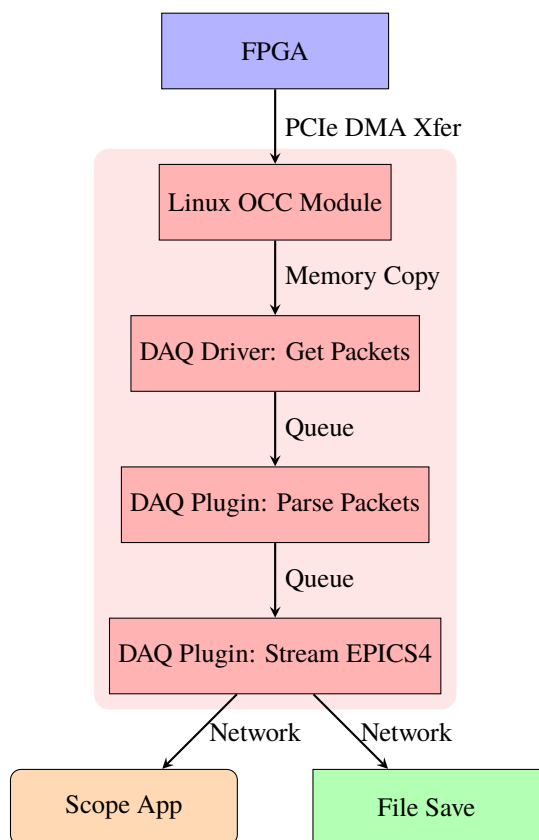 FPGA
PCIe DMA Xfer
Linux OCC Module
Memory Copy
DAQ Driver: Get Packets
Queue
DAQ Plugin: Parse Packets
Queue
DAQ Plugin: Stream EPICS4
Network
Network
Scope App
File Save